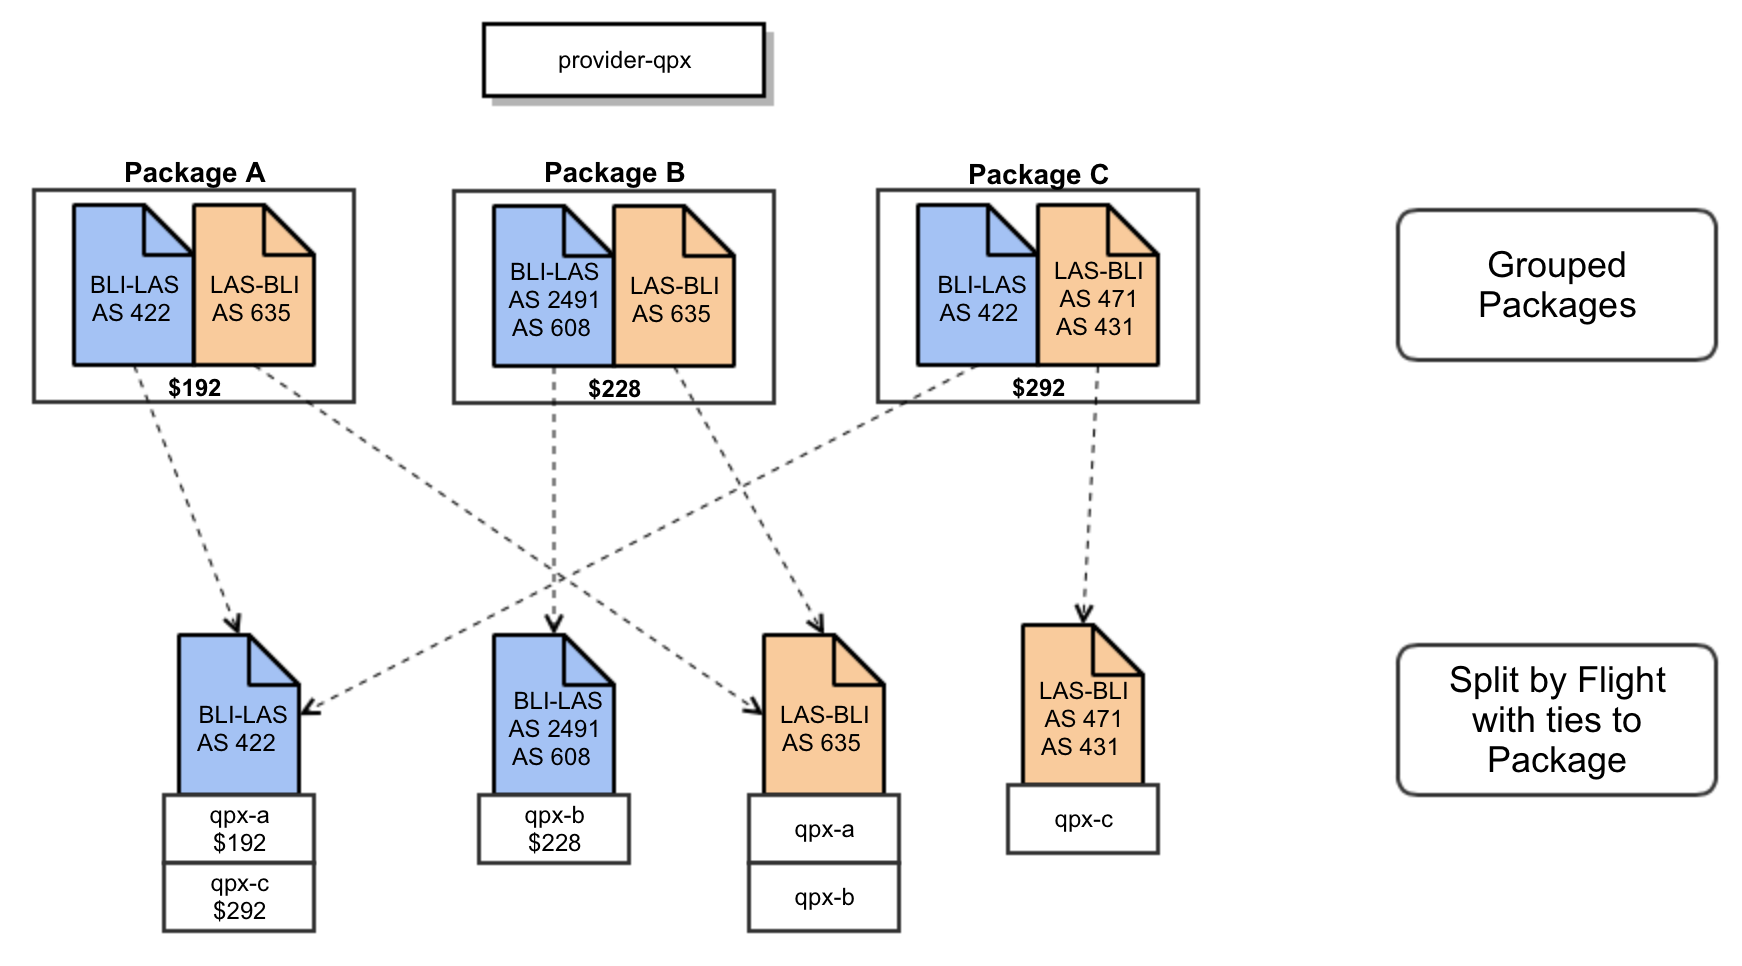 provider-qpx
Package A
Package B
Package C
BLI-LAS
AS 422
LAS-BLI
AS 635
$192
BLI-LAS
AS 2491
AS 608
LAS-BLI
AS 635
$228
BLI-LAS
AS 422
LAS-BLI
AS 471
AS 431
$292
Grouped
Packages
BLI-LAS
AS 422
qpx-a
$192
qpx-c
$292
BLI-LAS
AS 2491
AS 608
qpx-b
$228
LAS-BLI
AS 635
qpx-a
qpx-b
LAS-BLI
AS 471
AS 431
qpx-c
Split by Flight
with ties to
Package